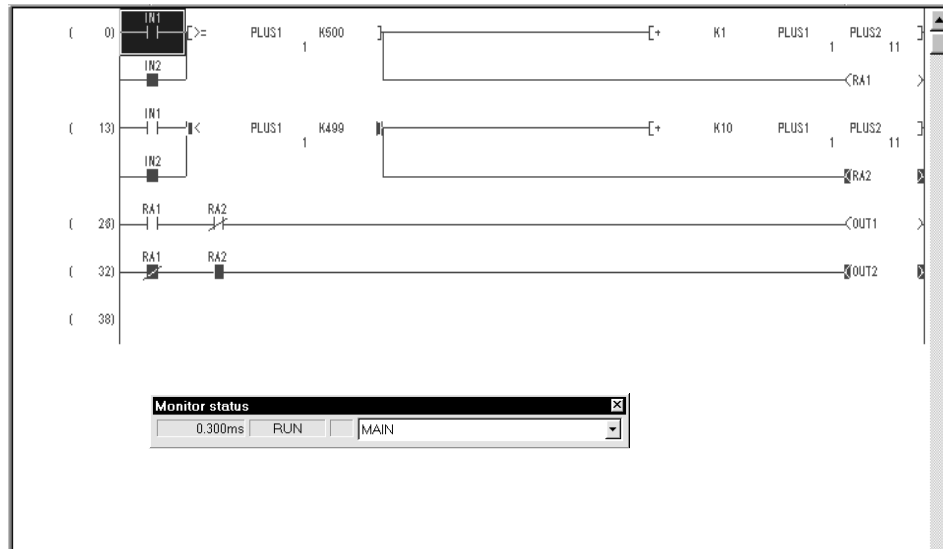 IN1
( 0) [>= PLUS1 K500 ] [+ K1 PLUS1 PLUS2 ]
1 1 11
IN2
(RA1 )
IN1
( 13) [< PLUS1 K499 ] [+ K10 PLUS1 PLUS2 ]
1 1 11
IN2
(RA2 )
RA1 RA2
( 26) (OUT1 )
RA1 RA2
( 32) (OUT2 )
( 38)
Monitor status
0.300ms RUN MAIN